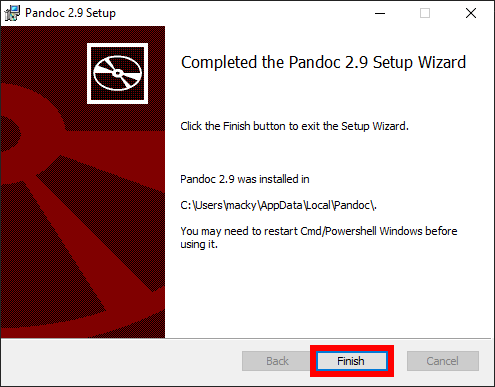 Pandoc 2.9 Setup
Completed the Pandoc 2.9 Setup Wizard
Click the Finish button to exit the Setup Wizard.
Pandoc 2.9 was installed in
C:\Users\macky\AppData\Local\Pandoc\.
You may need to restart Cmd/Powershell Windows before
using it.
Back
Finish
Cancel